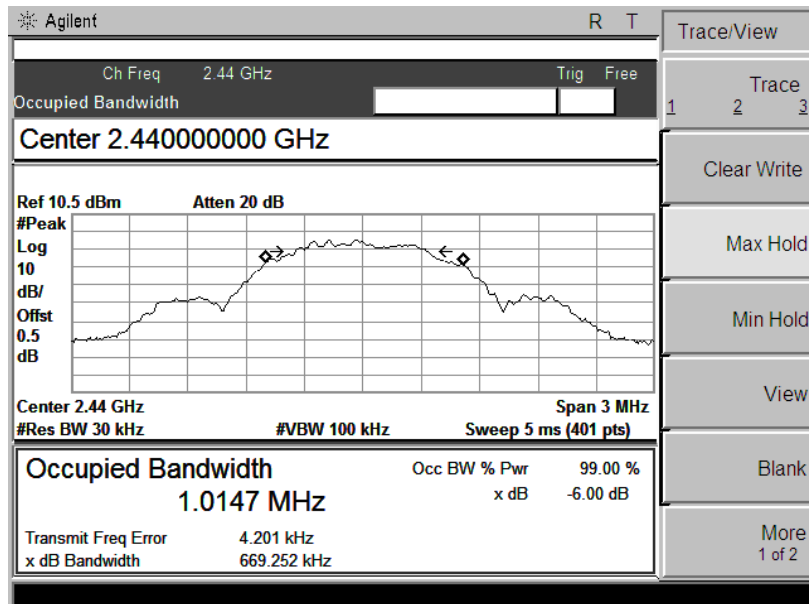 Agilent R T
Trace/View
Ch Freq 2.44 GHz Trig Free
Occupied Bandwidth
Trace
1 2 3
Center 2.440000000 GHz
Clear Write
Ref 10.5 dBm Atten 20 dB
#Peak
Log
10
dB/
Offst
0.5
dB
Max Hold
Min Hold
View
Center 2.44 GHz Span 3 MHz
#Res BW 30 kHz #VBW 100 kHz Sweep 5 ms (401 pts)
Occupied Bandwidth Occ BW % Pwr 99.00 %
1.0147 MHz x dB -6.00 dB
Blank
Transmit Freq Error 4.201 kHz
x dB Bandwidth 669.252 kHz
More
1 of 2